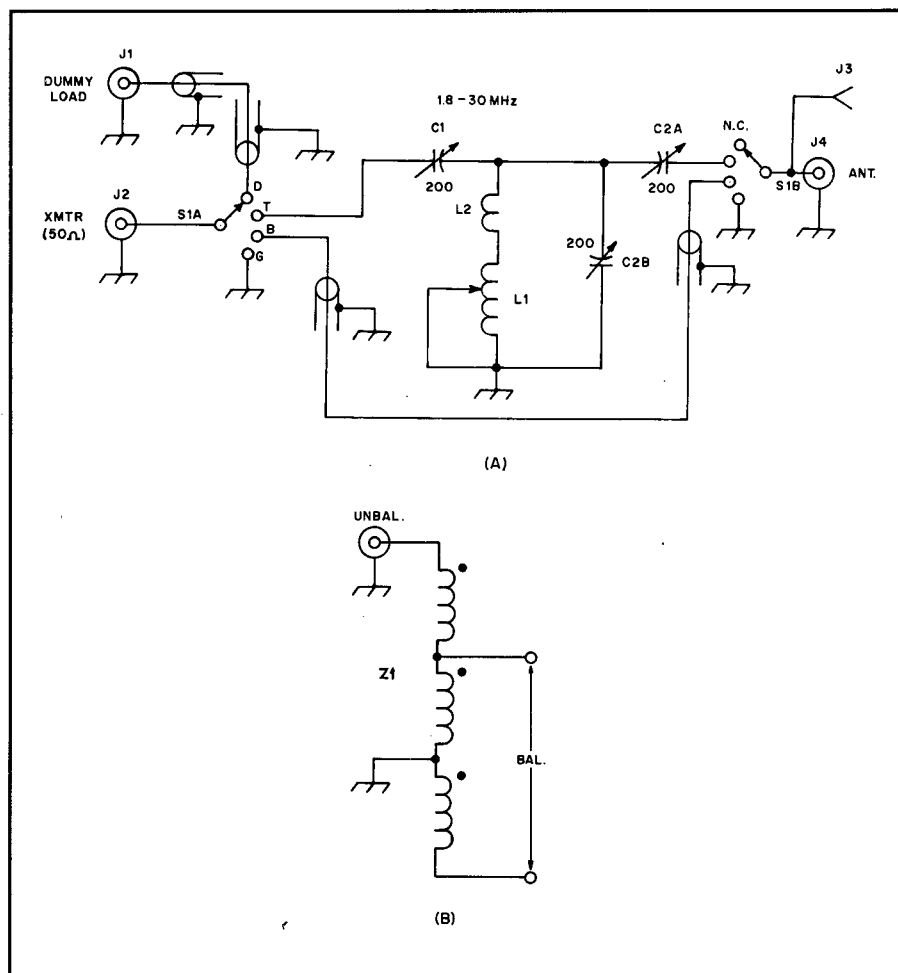 J1
DUMMY
LOAD
J2
XMTR
(50Ω)
S1A
D
T
B
G
1.8 – 30 MHz
C1
200
L2
L1
200
C2B
C2A
200
N.C.
S1B
J3
J4
ANT.
(A)
UNBAL.
Z1
BAL.
(B)